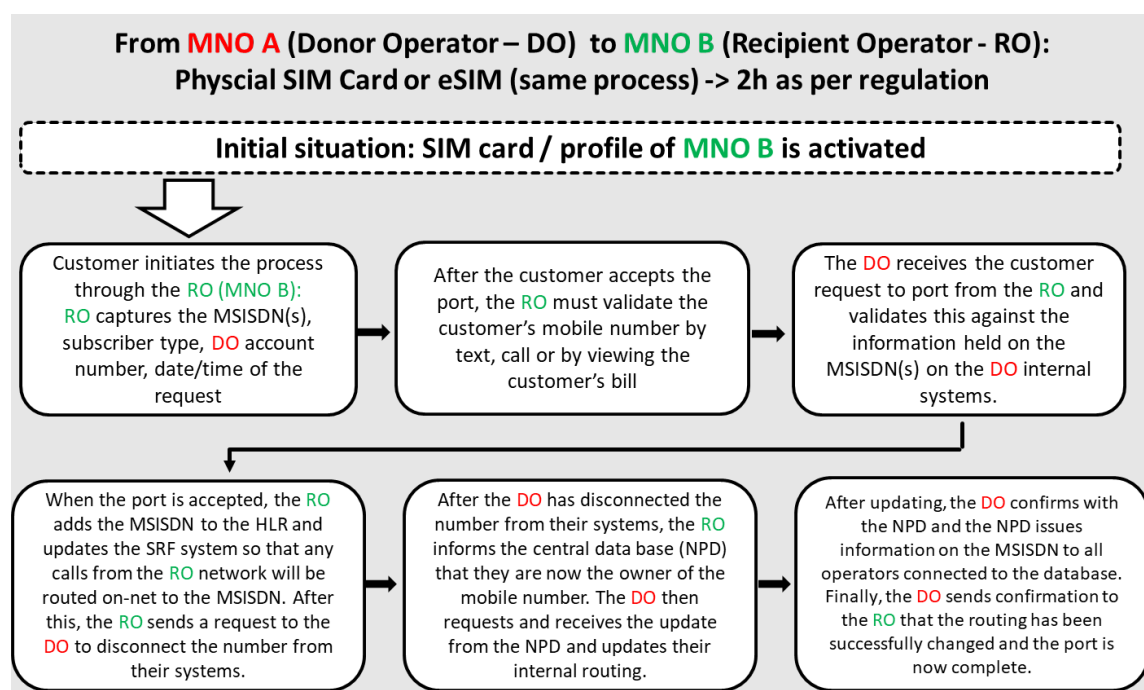 From MNO A (Donor Operator – DO) to MNO B (Recipient Operator - RO):
Physcial SIM Card or eSIM (same process) -> 2h as per regulation
Initial situation: SIM card / profile of MNO B is activated
Customer initiates the process
through the RO (MNO B):
RO captures the MSISDN(s),
subscriber type, DO account
number, date/time of the
request
After the customer accepts the
port, the RO must validate the
customer's mobile number by
text, call or by viewing the
customer's bill
The DO receives the customer
request to port from the RO and
validates this against the
information held on the
MSISDN(s) on the DO internal
systems.
When the port is accepted, the RO
adds the MSISDN to the HLR and
updates the SRF system so that any
calls from the RO network will be
routed on-net to the MSISDN. After
this, the RO sends a request to the
DO to disconnect the number from
their systems.
After the DO has disconnected the
number from their systems, the RO
informs the central data base (NPD)
that they are now the owner of the
mobile number. The DO then
requests and receives the update
from the NPD and updates their
internal routing.
After updating, the DO confirms with
the NPD and the NPD issues
information on the MSISDN to all
operators connected to the database.
Finally, the DO sends confirmation to
the RO that the routing has been
successfully changed and the port is
now complete.